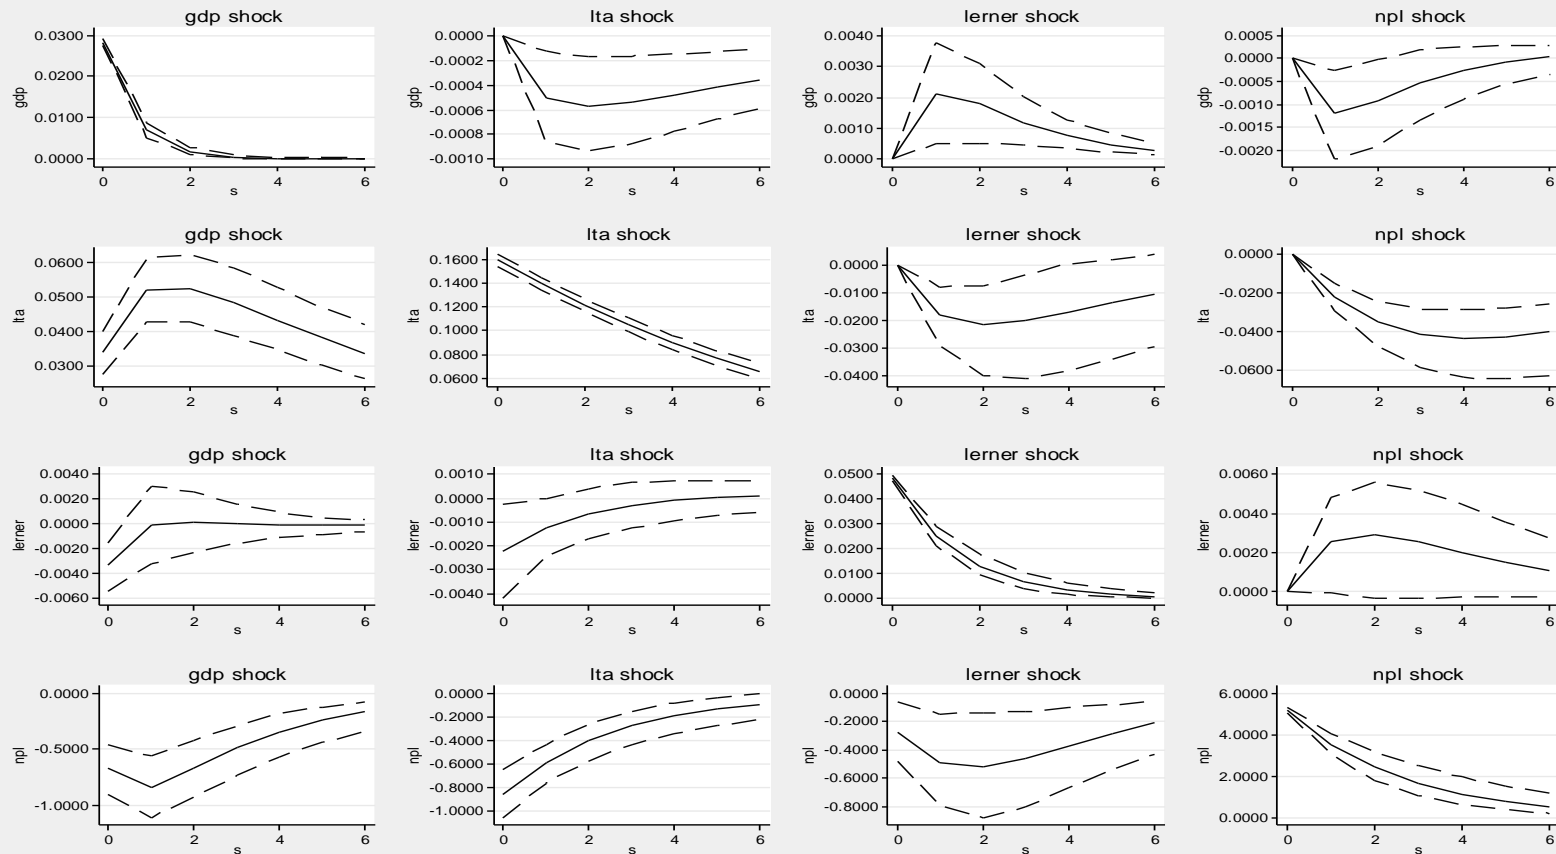 gdp shock
lta shock
lerner shock
npl shock
0.0300
0.0200
0.0100
0.0000
gdp
0 2 4 6
s
0.0000
-0.0002
-0.0004
-0.0006
-0.0008
-0.0010
gdp
0 2 4 6
s
0.0040
0.0030
0.0020
0.0010
0.0000
gdp
0 2 4 6
s
0.0005
0.0000
-0.0005
-0.0010
-0.0015
-0.0020
gdp
0 2 4 6
s
gdp shock
lta shock
lerner shock
npl shock
0.0600
0.0500
0.0400
0.0300
lta
0 2 4 6
s
0.1600
0.1400
0.1200
0.1000
0.0800
0.0600
lta
0 2 4 6
s
0.0000
-0.0100
-0.0200
-0.0300
-0.0400
lta
0 2 4 6
s
0.0000
-0.0200
-0.0400
-0.0600
lta
0 2 4 6
s
gdp shock
lta shock
lerner shock
npl shock
0.0040
0.0020
0.0000
-0.0020
-0.0040
-0.0060
lerner
0 2 4 6
s
0.0010
0.0000
-0.0010
-0.0020
-0.0030
-0.0040
lerner
0 2 4 6
s
0.0500
0.0400
0.0300
0.0200
0.0100
0.0000
lerner
0 2 4 6
s
0.0060
0.0040
0.0020
0.0000
lerner
0 2 4 6
s
gdp shock
lta shock
lerner shock
npl shock
0.0000
-0.5000
-1.0000
npl
0 2 4 6
s
0.0000
-0.2000
-0.4000
-0.6000
-0.8000
-1.0000
npl
0 2 4 6
s
0.0000
-0.2000
-0.4000
-0.6000
-0.8000
npl
0 2 4 6
s
6.0000
4.0000
2.0000
0.0000
npl
0 2 4 6
s